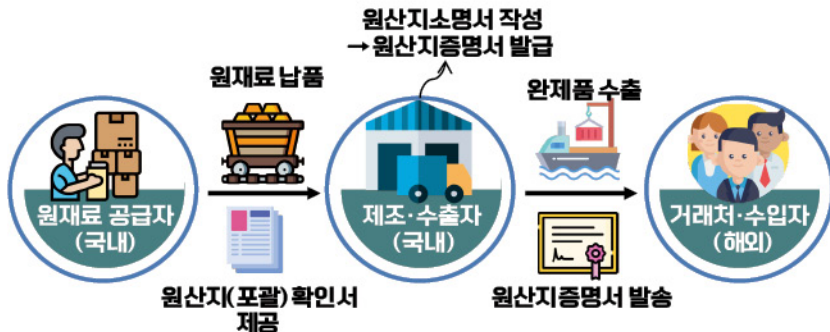 원산지소명서 작성
→ 원산지증명서 발급
원재료 납품
완제품 수출
원재료 공급자
(국내)
제조·수출자
(국내)
거래처·수입자
(해외)
원산지(포괄) 확인서
제공
원산지증명서 발송